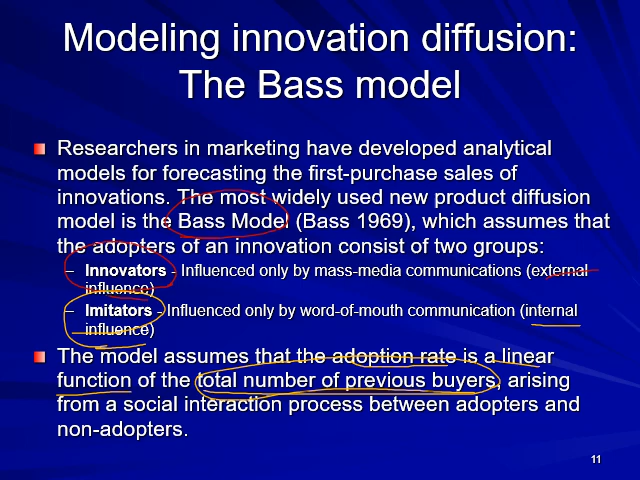 Modeling innovation diffusion:
The Bass model
Researchers in marketing have developed analytical
models for forecasting the first-purchase sales of
innovations. The most widely used new product diffusion
model is the Bass Model (Bass 1969), which assumes that
the adopters of an innovation consist of two groups:
– Innovators - Influenced only by mass-media communications (external
influence)
– Imitators - Influenced only by word-of-mouth communication (internal
influence)
The model assumes that the adoption rate is a linear
function of the total number of previous buyers, arising
from a social interaction process between adopters and
non-adopters.
11